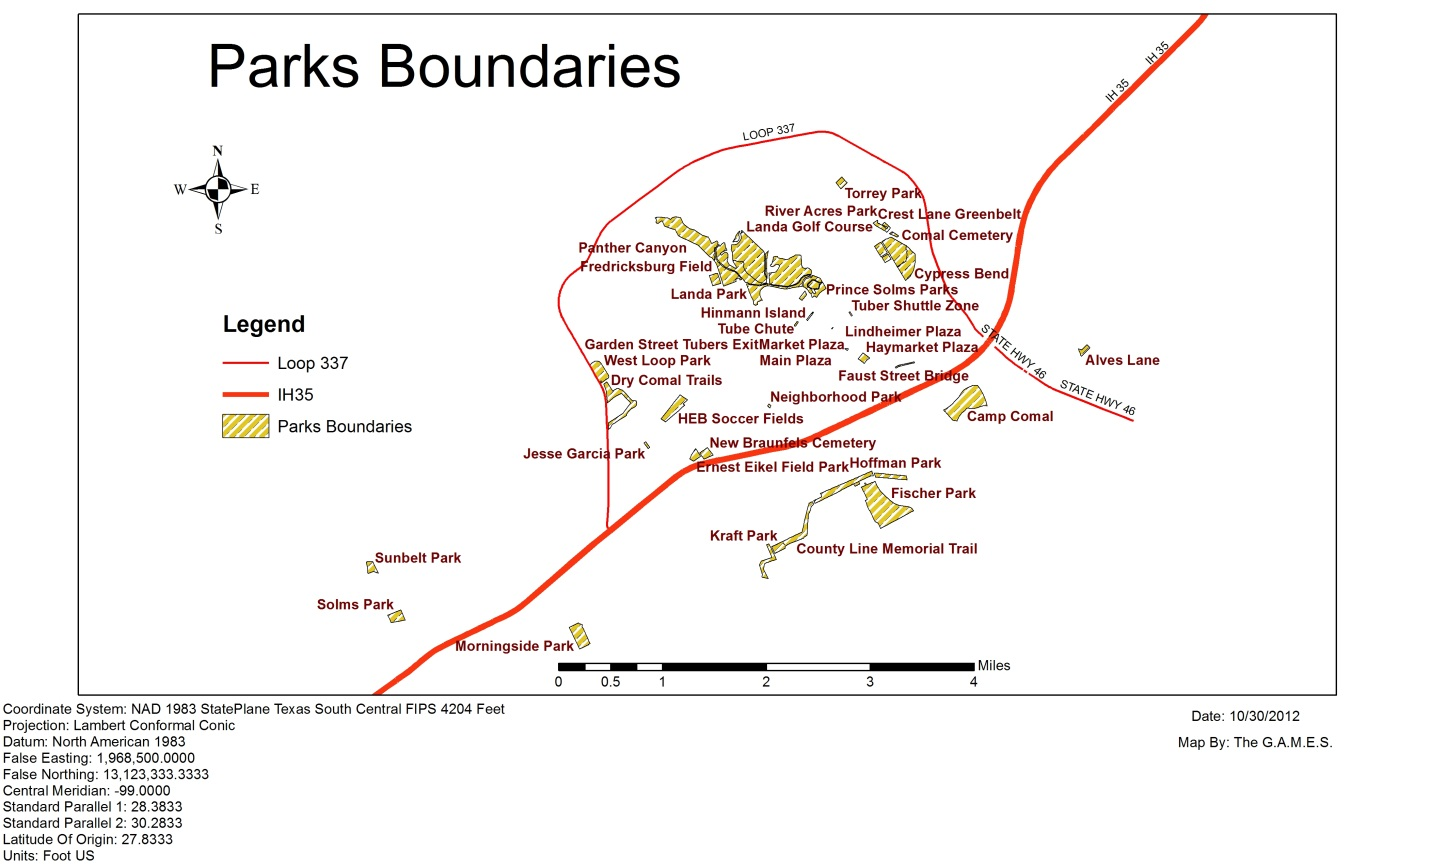 Parks Boundaries
IH 35
IH 35
LOOP 337
N
W
E
S
Torrey Park
River Acres Park
Crest Lane Greenbelt
Landa Golf Course
Comal Cemetery
Panther Canyon
Fredricksburg Field
Cypress Bend
Landa Park
Prince Solms Parks
Tuber Shuttle Zone
Hinmann Island
Tube Chute
Lindheimer Plaza
STATE HWY 46
Garden Street Tubers Exit
Market Plaza
Haymarket Plaza
West Loop Park
Main Plaza
Alves Lane
Dry Comal Trails
Faust Street Bridge
STATE HWY 46
Neighborhood Park
HEB Soccer Fields
Camp Comal
New Braunfels Cemetery
Jesse Garcia Park
Ernest Eikel Field Park
Hoffman Park
Fischer Park
Kraft Park
County Line Memorial Trail
Sunbelt Park
Solms Park
Morningside Park
Legend
Loop 337
IH35
Parks Boundaries
Miles
0 0.5 1 2 3 4
Coordinate System: NAD 1983 StatePlane Texas South Central FIPS 4204 Feet
Projection: Lambert Conformal Conic
Datum: North American 1983
False Easting: 1,968,500.0000
False Northing: 13,123,333.3333
Central Meridian: -99.0000
Standard Parallel 1: 28.3833
Standard Parallel 2: 30.2833
Latitude Of Origin: 27.8333
Units: Foot US
Date: 10/30/2012
Map By: The G.A.M.E.S.